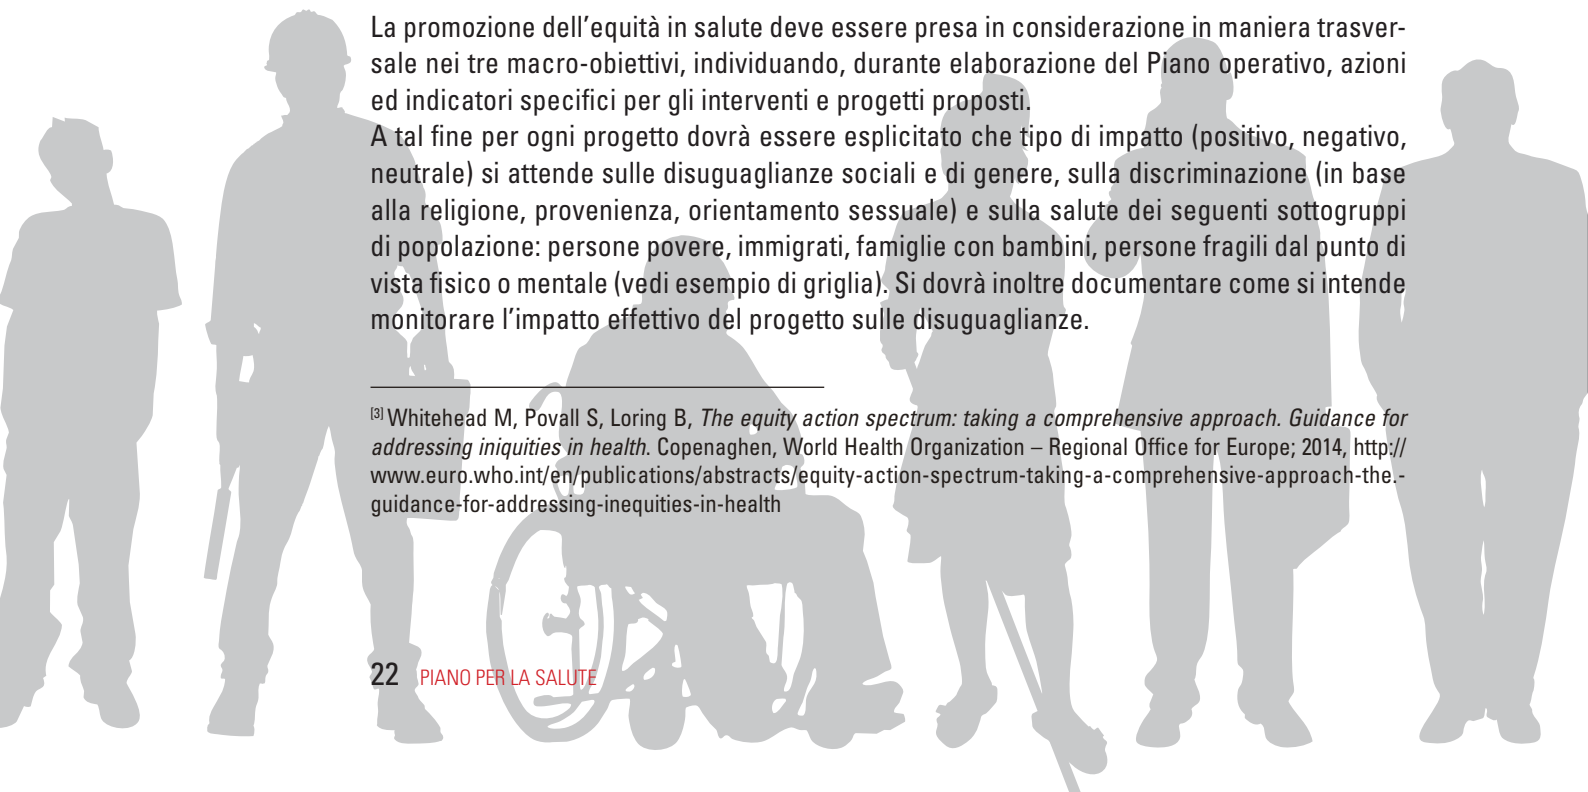 La promozione dell’equità in salute deve essere presa in considerazione in maniera trasver-
sale nei tre macro-obiettivi, individuando, durante elaborazione del Piano operativo, azioni
ed indicatori specifici per gli interventi e progetti proposti.
A tal fine per ogni progetto dovrà essere esplicitato che tipo di impatto (positivo, negativo,
neutrale) si attende sulle disuguaglianze sociali e di genere, sulla discriminazione (in base
alla religione, provenienza, orientamento sessuale) e sulla salute dei seguenti sottogruppi
di popolazione: persone povere, immigrati, famiglie con bambini, persone fragili dal punto di
vista fisico o mentale (vedi esempio di griglia). Si dovrà inoltre documentare come si intende
monitorare l’impatto effettivo del progetto sulle disuguaglianze.
[3] Whitehead M, Povall S, Loring B, The equity action spectrum: taking a comprehensive approach. Guidance for
addressing iniquities in health. Copenaghen, World Health Organization – Regional Office for Europe; 2014, http://
www.euro.who.int/en/publications/abstracts/equity-action-spectrum-taking-a-comprehensive-approach-the.-
guidance-for-addressing-inequities-in-health
22 PIANO PER LA SALUTE